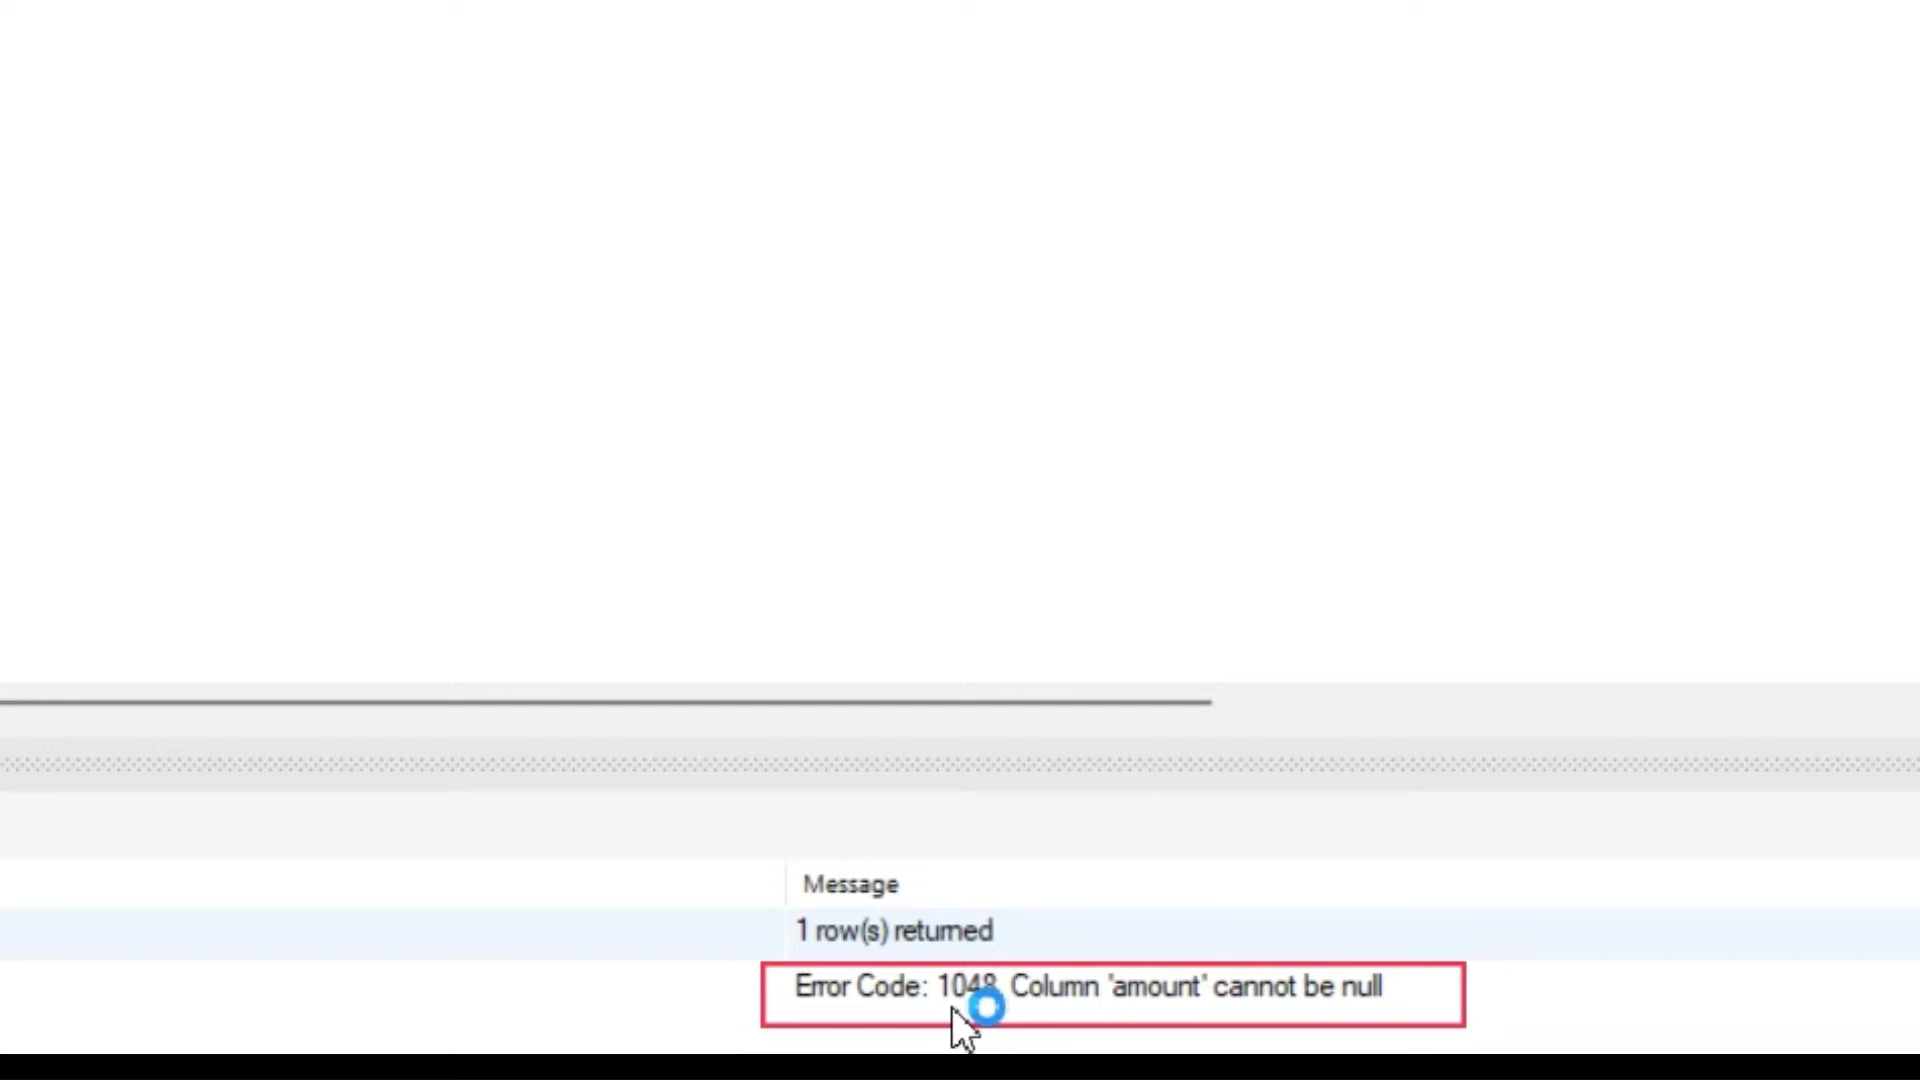 Message
1 row(s) returned
Error Code: 1048. Column 'amount' cannot be null